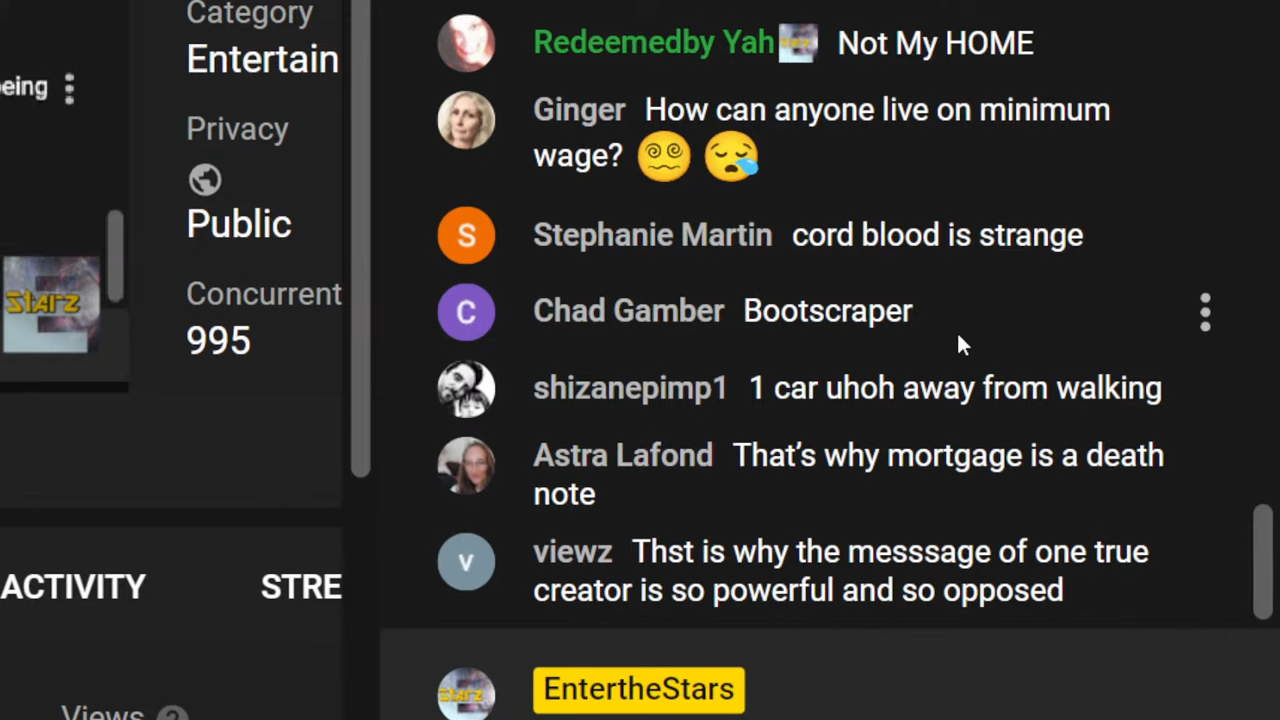 Category
Entertain
being
Privacy
Public
Concurrent
995
starz
ACTIVITY STRE
Views ?
Redeemedby Yah Not My HOME
Ginger How can anyone live on minimum
wage?
S Stephanie Martin cord blood is strange
C Chad Gamber Bootscraper
shizanepimp1 1 car uhoh away from walking
Astra Lafond That’s why mortgage is a death
note
v viewz Thst is why the messsage of one true
creator is so powerful and so opposed
starz EntertheStars